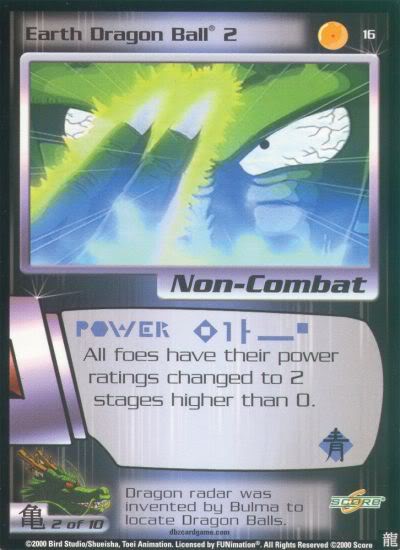 Earth Dragon Ball® 2
16
Non-Combat
POWER
All foes have their power
ratings changed to 2
stages higher than 0.
青
SCORE
亀
2 of 10
Dragon radar was
invented by Bulma to
locate Dragon Balls.
dbzcardgame.com
©2000 Bird Studio/Shueisha, Toei Animation. Licensed by FUNimation®. All Rights Reserved ©2000 Score
龍